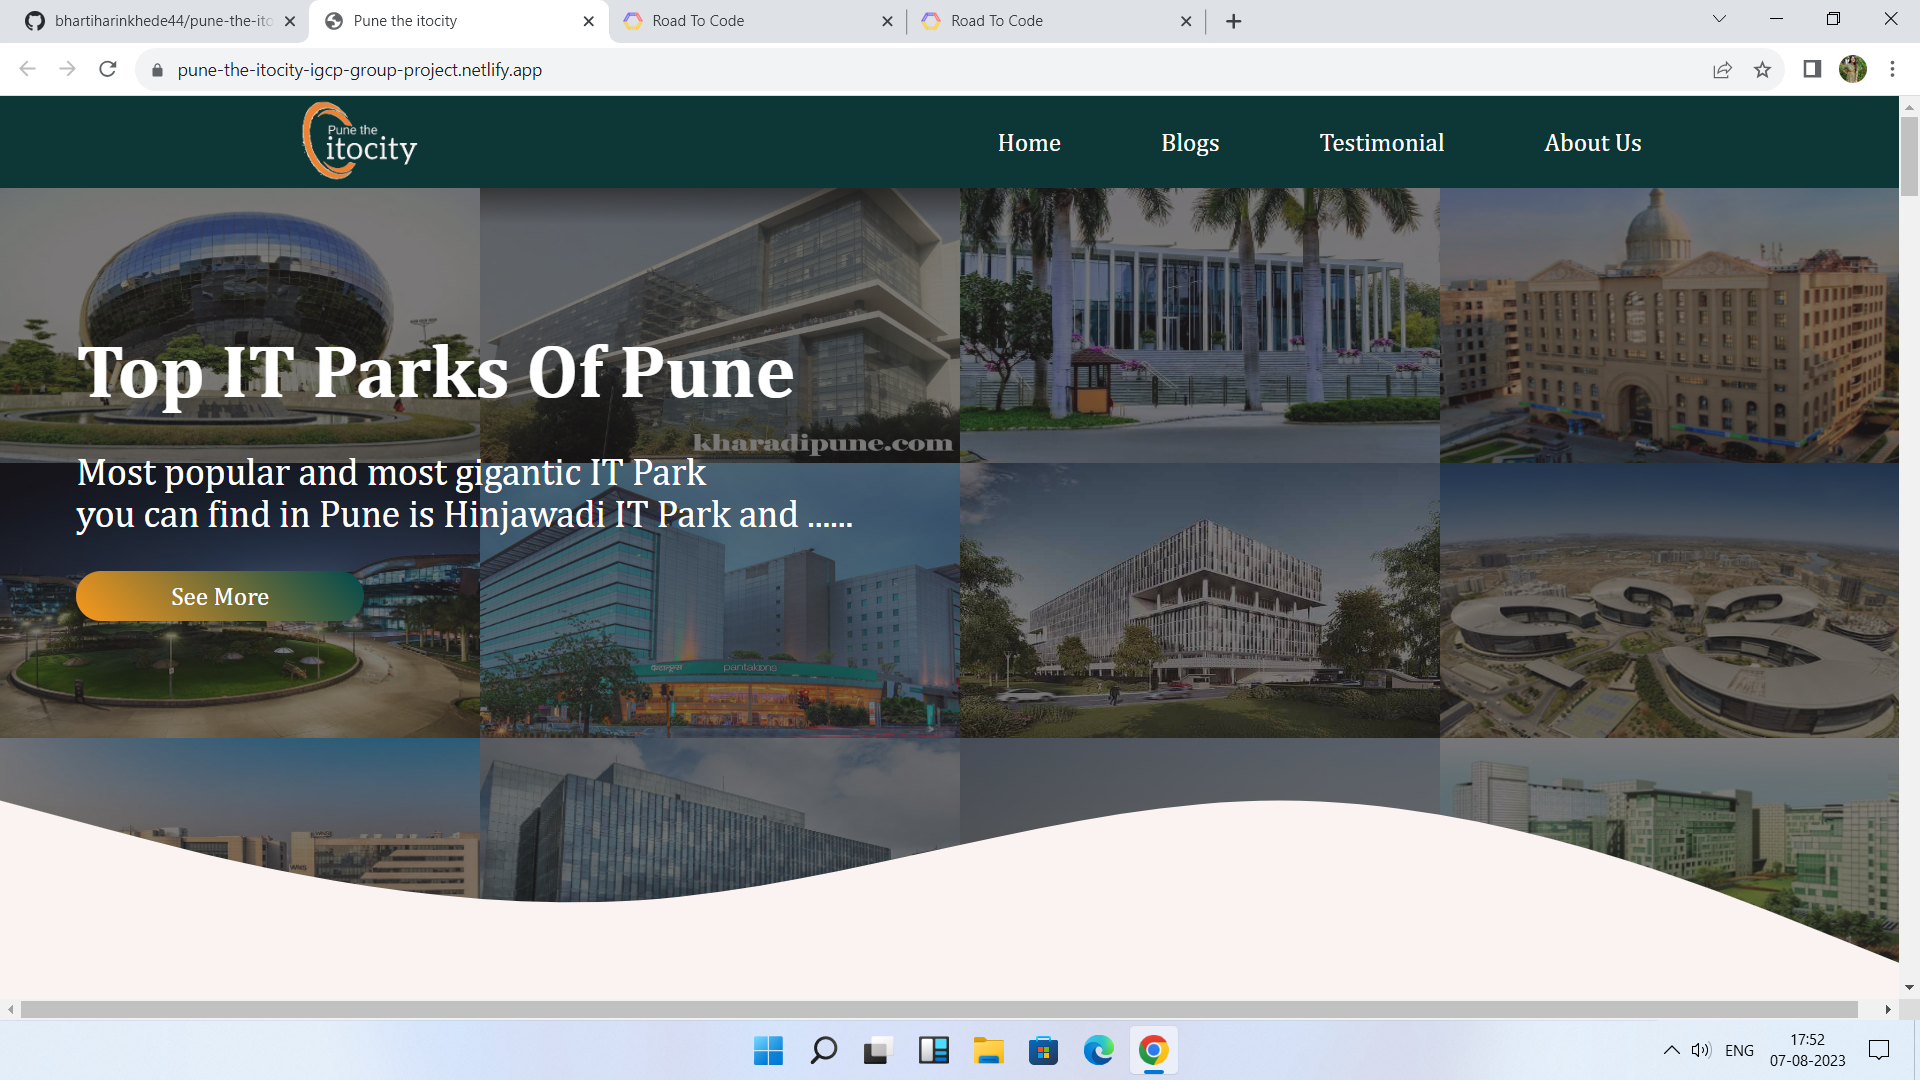 bhartiharinkhede44/pune-the-ito
Pune the itocity
Road To Code
Road To Code
pune-the-itocity-igcp-group-project.netlify.app
Pune the
itocity
Home
Blogs
Testimonial
About Us
Top IT Parks Of Pune
kharadipune.com
Most popular and most gigantic IT Park
you can find in Pune is Hinjawadi IT Park and ......
See More
pantaloons
ENG
17:52
07-08-2023